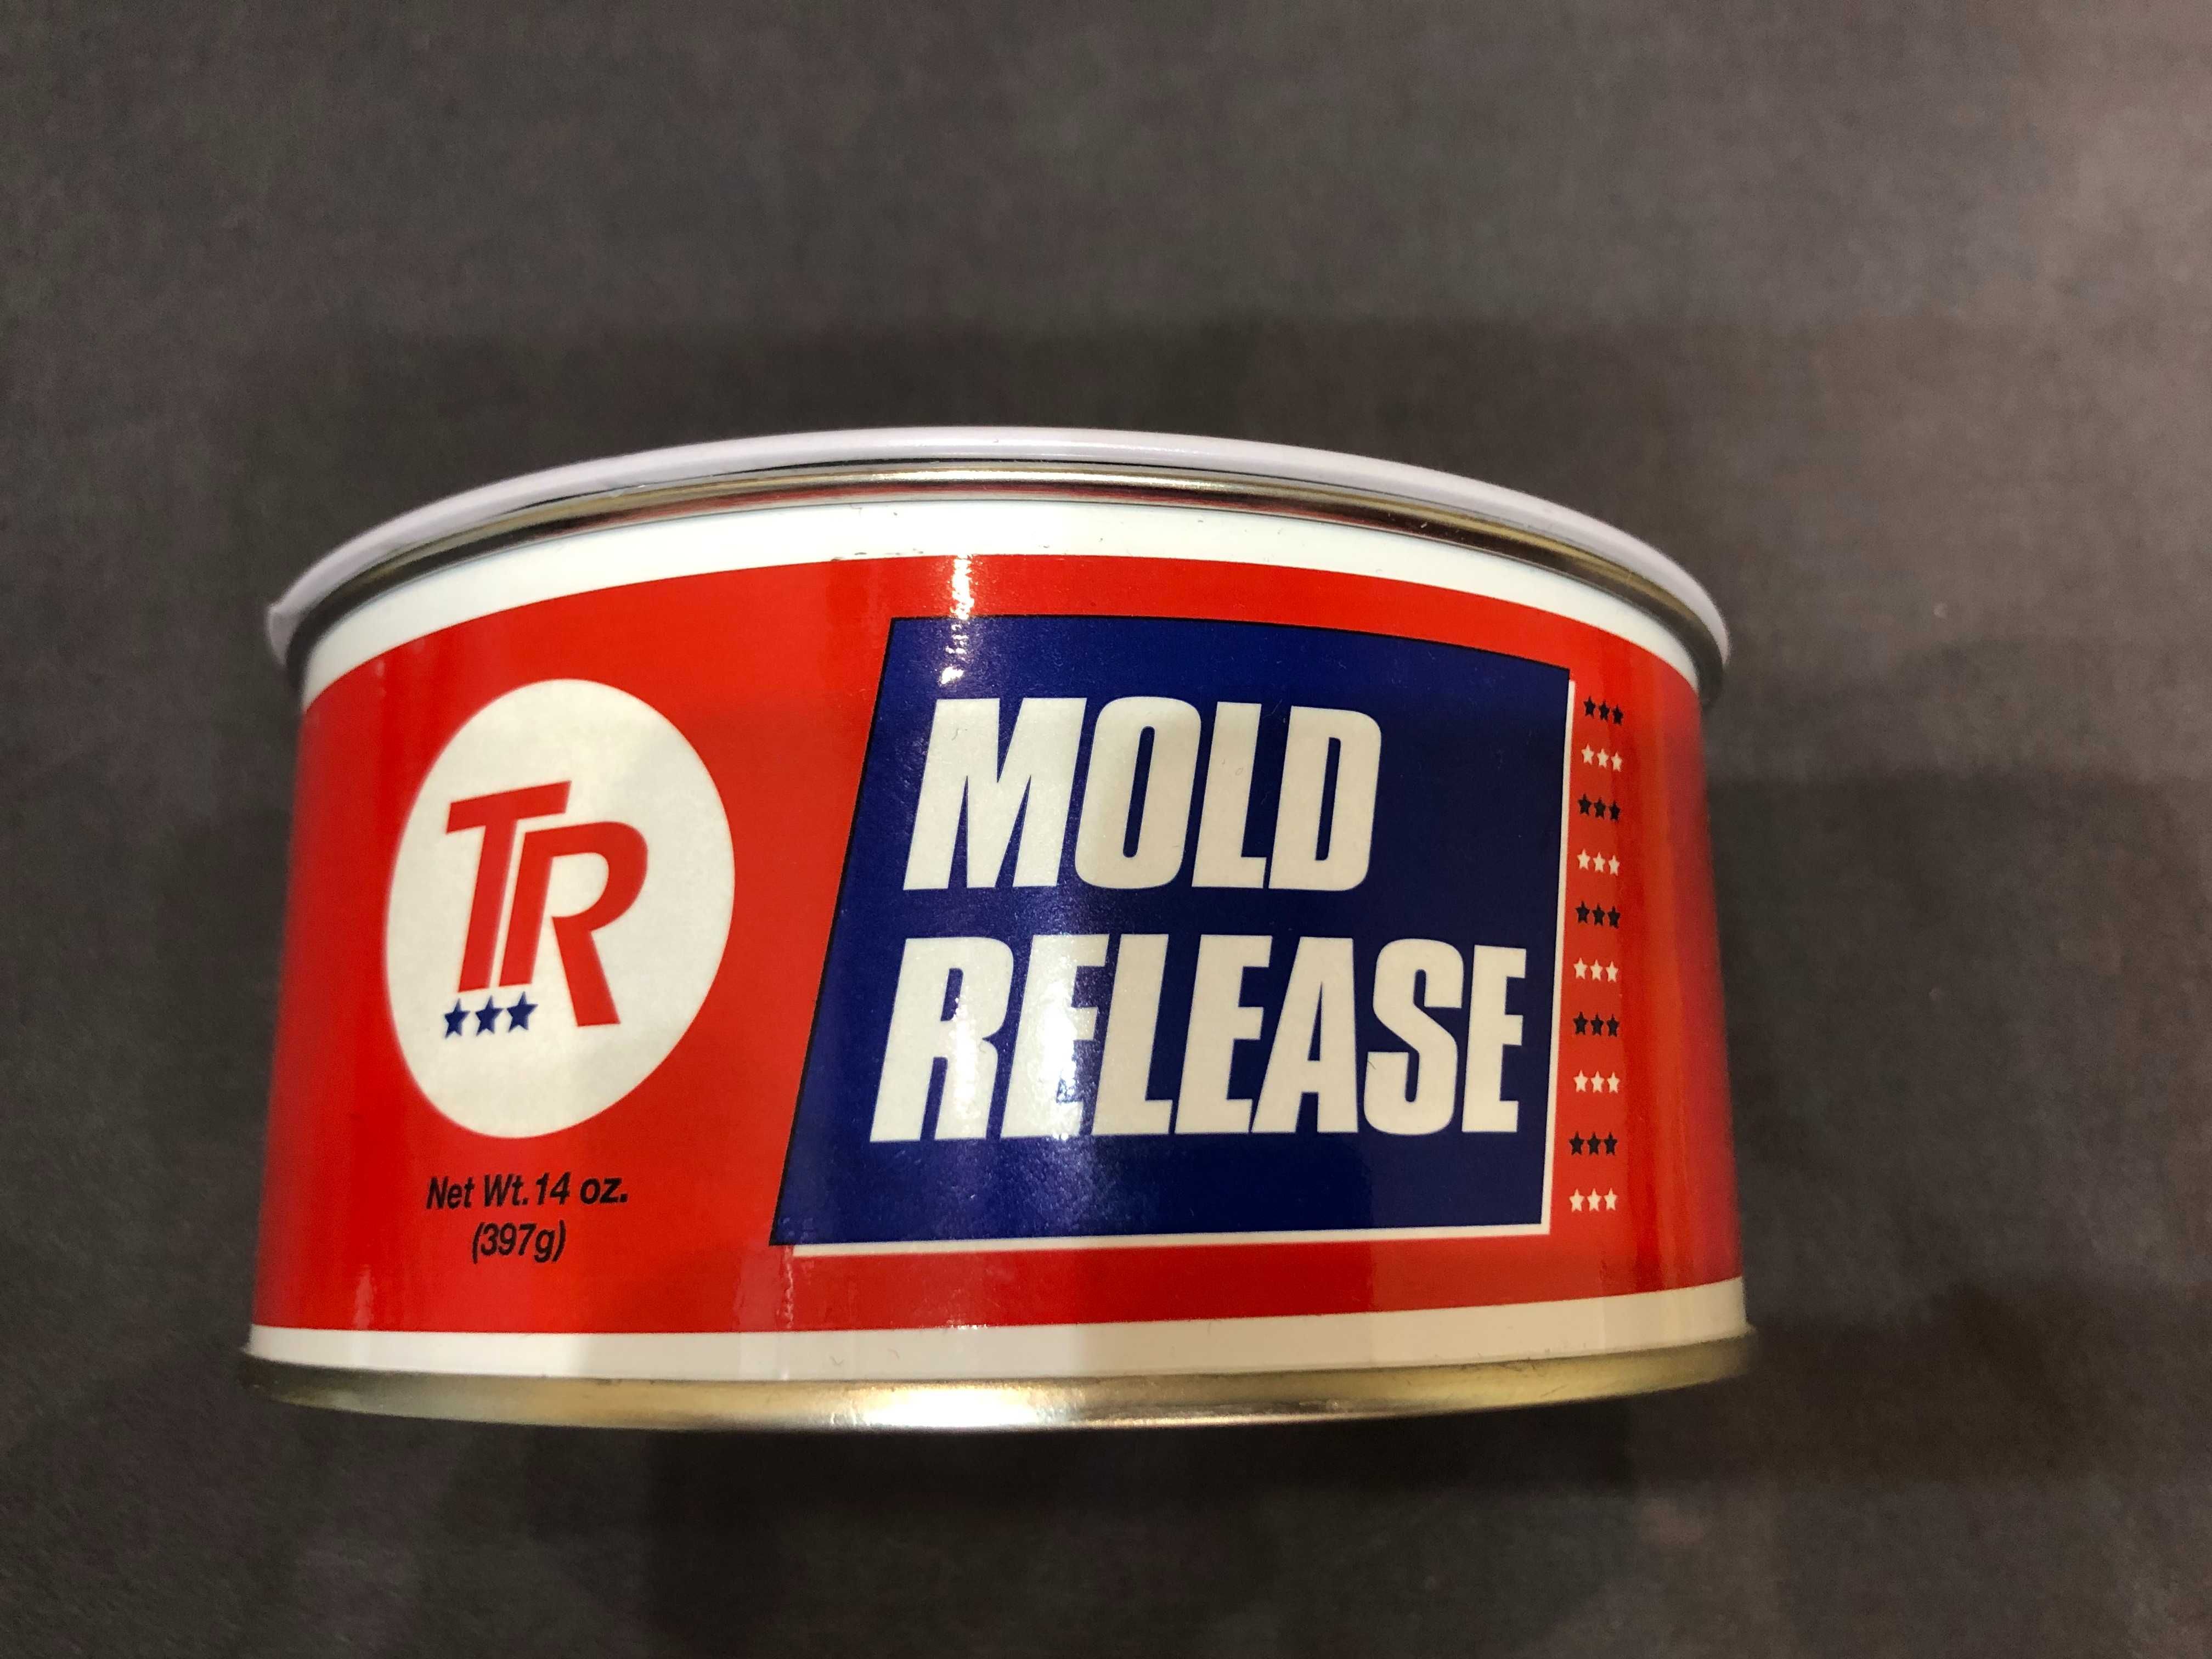 TR
Net Wt. 14 oz.
(397g)
MOLD
RELEASE